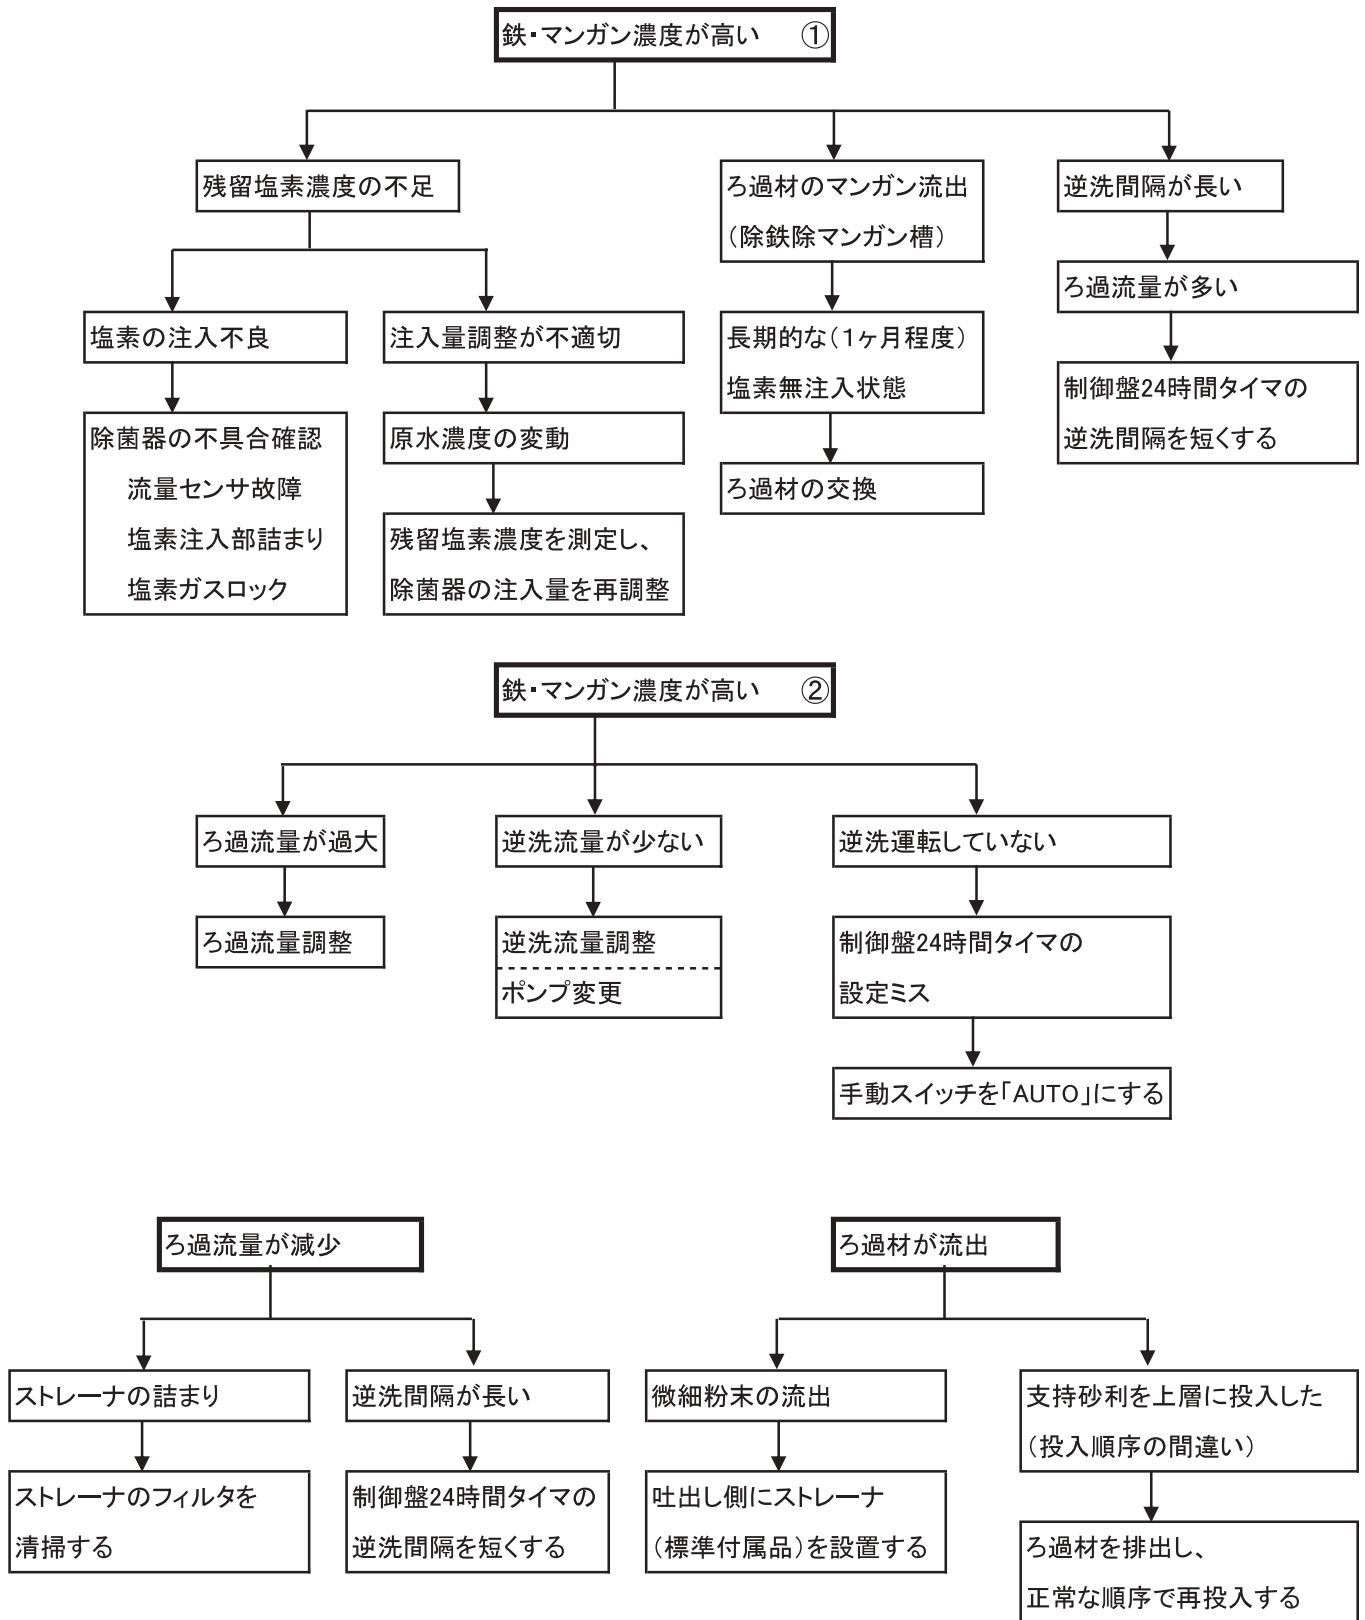 鉄・マンガン濃度が高い ①
残留塩素濃度の不足
ろ過材のマンガン流出
(除鉄除マンガン槽)
逆洗間隔が長い
ろ過流量が多い
塩素の注入不良
注入量調整が不適切
長期的な(1ヶ月程度)
塩素無注入状態
制御盤24時間タイマの
逆洗間隔を短くする
除菌器の不具合確認
流量センサ故障
塩素注入部詰まり
塩素ガスロック
原水濃度の変動
残留塩素濃度を測定し、
除菌器の注入量を再調整
ろ過材の交換
鉄・マンガン濃度が高い ②
ろ過流量が過大
逆洗流量が少ない
逆洗運転していない
ろ過流量調整
逆洗流量調整
ポンプ変更
制御盤24時間タイマの
設定ミス
手動スイッチを「AUTO」にする
ろ過流量が減少
ろ過材が流出
ストレーナの詰まり
逆洗間隔が長い
微細粉末の流出
支持砂利を上層に投入した
(投入順序の間違い)
ストレーナのフィルタを
清掃する
制御盤24時間タイマの
逆洗間隔を短くする
吐出し側にストレーナ
(標準付属品)を設置する
ろ過材を排出し、
正常な順序で再投入する